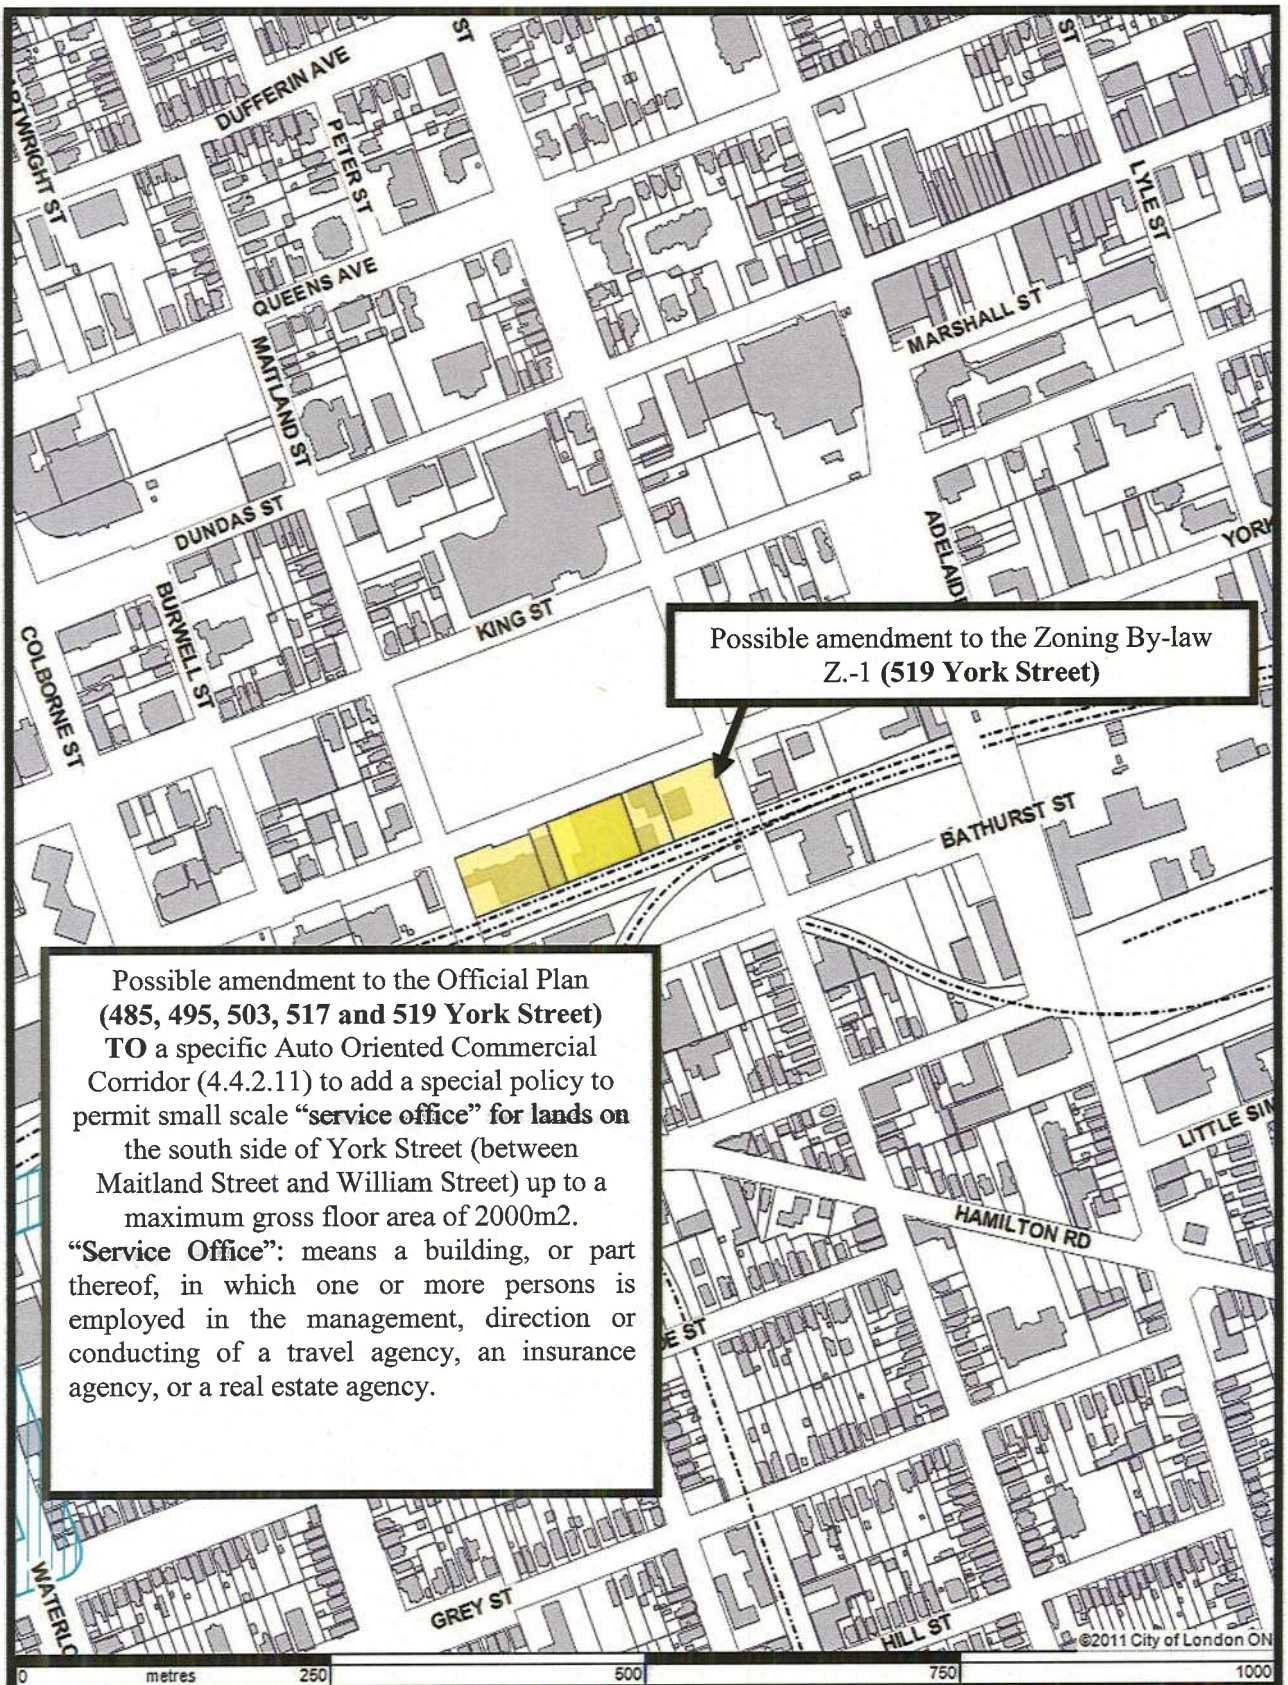 DUFFERIN AVE
ST
ST
PETER ST
LYLE ST
QUEENS AVE
MARSHALL ST
MAITLAND ST
DUNDAS ST
YORK
BURWELL ST
KING ST
COLBORNE ST
Possible amendment to the Zoning By-law
Z.-1 (519 York Street)
BATHURST ST
Possible amendment to the Official Plan
(485, 495, 503, 517 and 519 York Street)
TO a specific Auto Oriented Commercial
Corridor (4.4.2.11) to add a special policy to
permit small scale “service office” for lands on
the south side of York Street (between
Maitland Street and William Street) up to a
maximum gross floor area of 2000m2.
“Service Office”: means a building, or part
thereof, in which one or more persons is
employed in the management, direction or
conducting of a travel agency, an insurance
agency, or a real estate agency.
HAMILTON RD
GREY ST
HILL ST
©2011 City of London ON
0 metres 250 500 750 1000